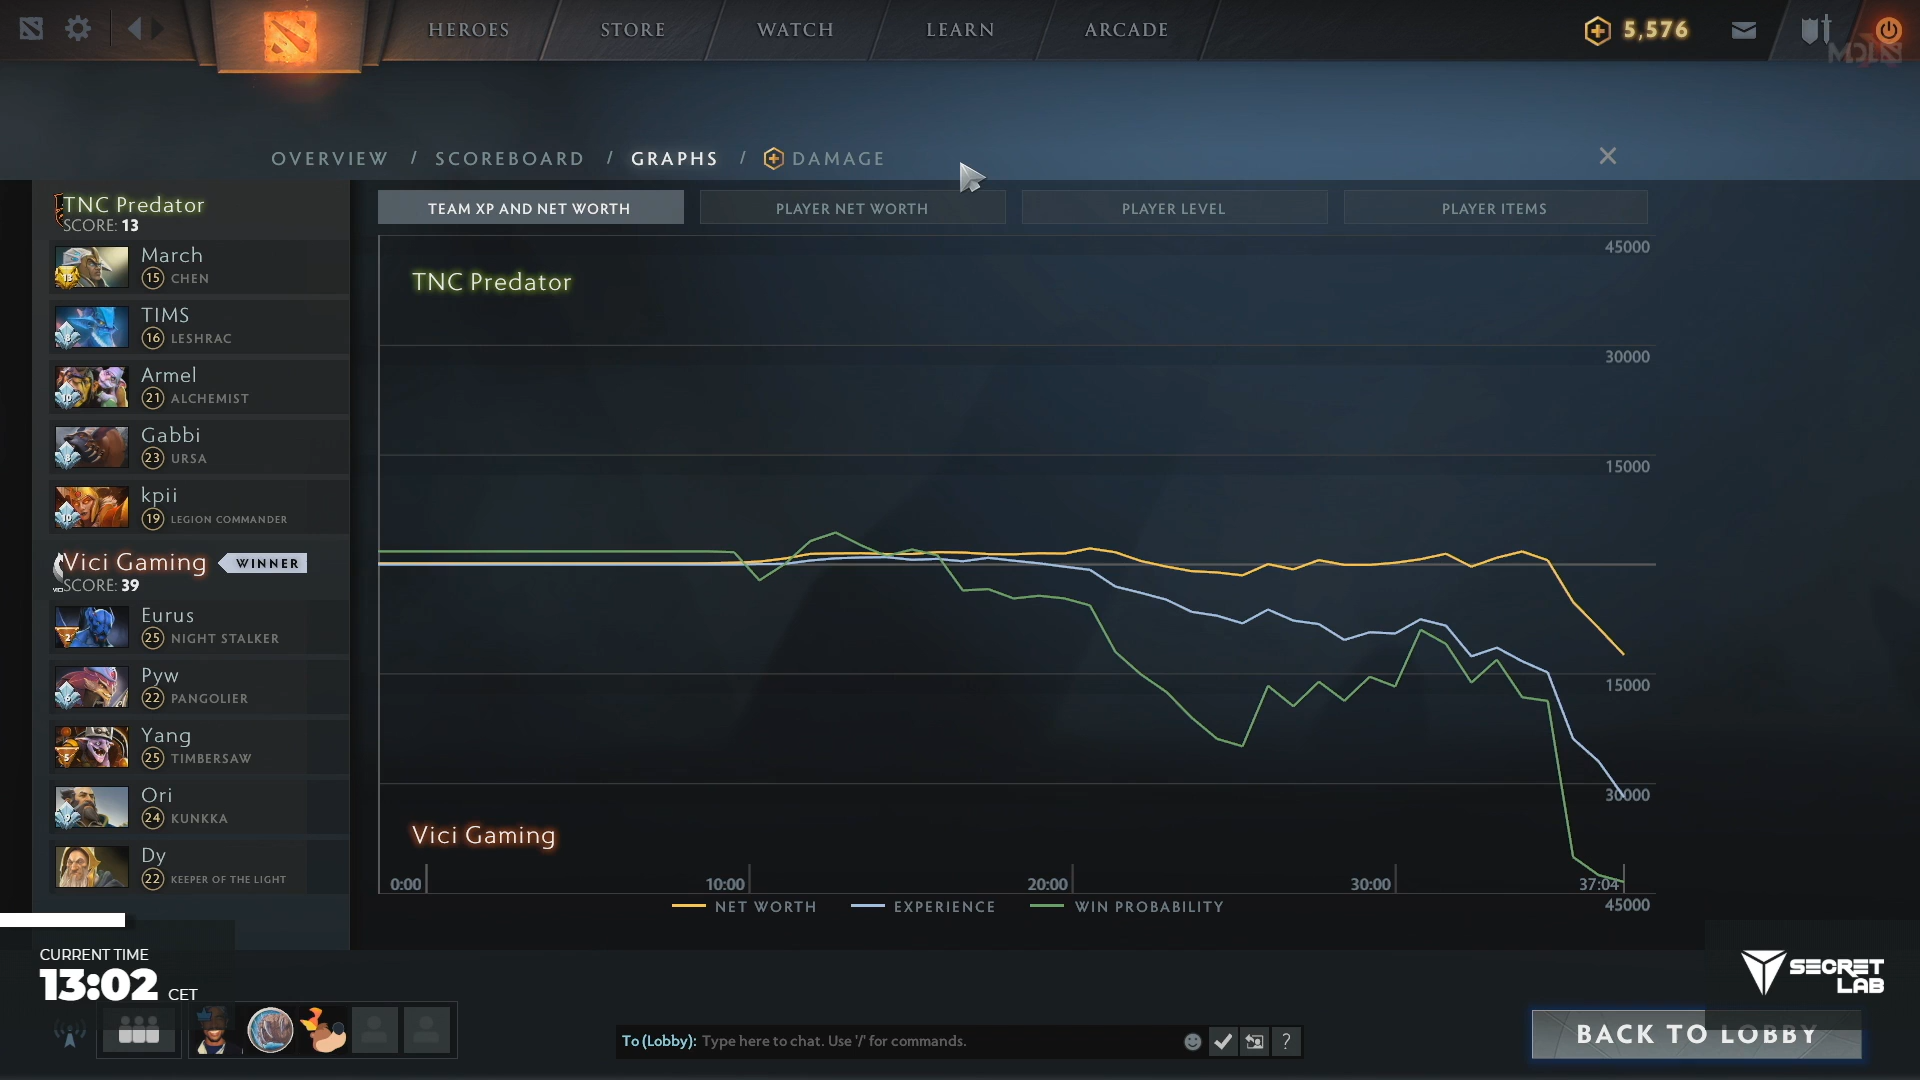 HEROES
STORE
WATCH
LEARN
ARCADE
5,576
OVERVIEW / SCOREBOARD / GRAPHS / DAMAGE
TEAM XP AND NET WORTH
PLAYER NET WORTH
PLAYER LEVEL
PLAYER ITEMS
TNC Predator
SCORE: 13
March
15 CHEN
TIMS
16 LESHRAC
Armel
21 ALCHEMIST
Gabbi
23 URSA
kpii
19 LEGION COMMANDER
Vici Gaming
WINNER
SCORE: 39
Eurus
25 NIGHT STALKER
Pyw
22 PANGOLIER
Yang
25 TIMBERSAW
Ori
24 KUNKKA
Dy
22 KEEPER OF THE LIGHT
TNC Predator
45000
30000
15000
15000
30000
45000
Vici Gaming
0:00
10:00
20:00
30:00
37:04
NET WORTH
EXPERIENCE
WIN PROBABILITY
CURRENT TIME
13:02 CET
To (Lobby): Type here to chat. Use '/' for commands.
?
SECRET
LAB
BACK TO LOBBY